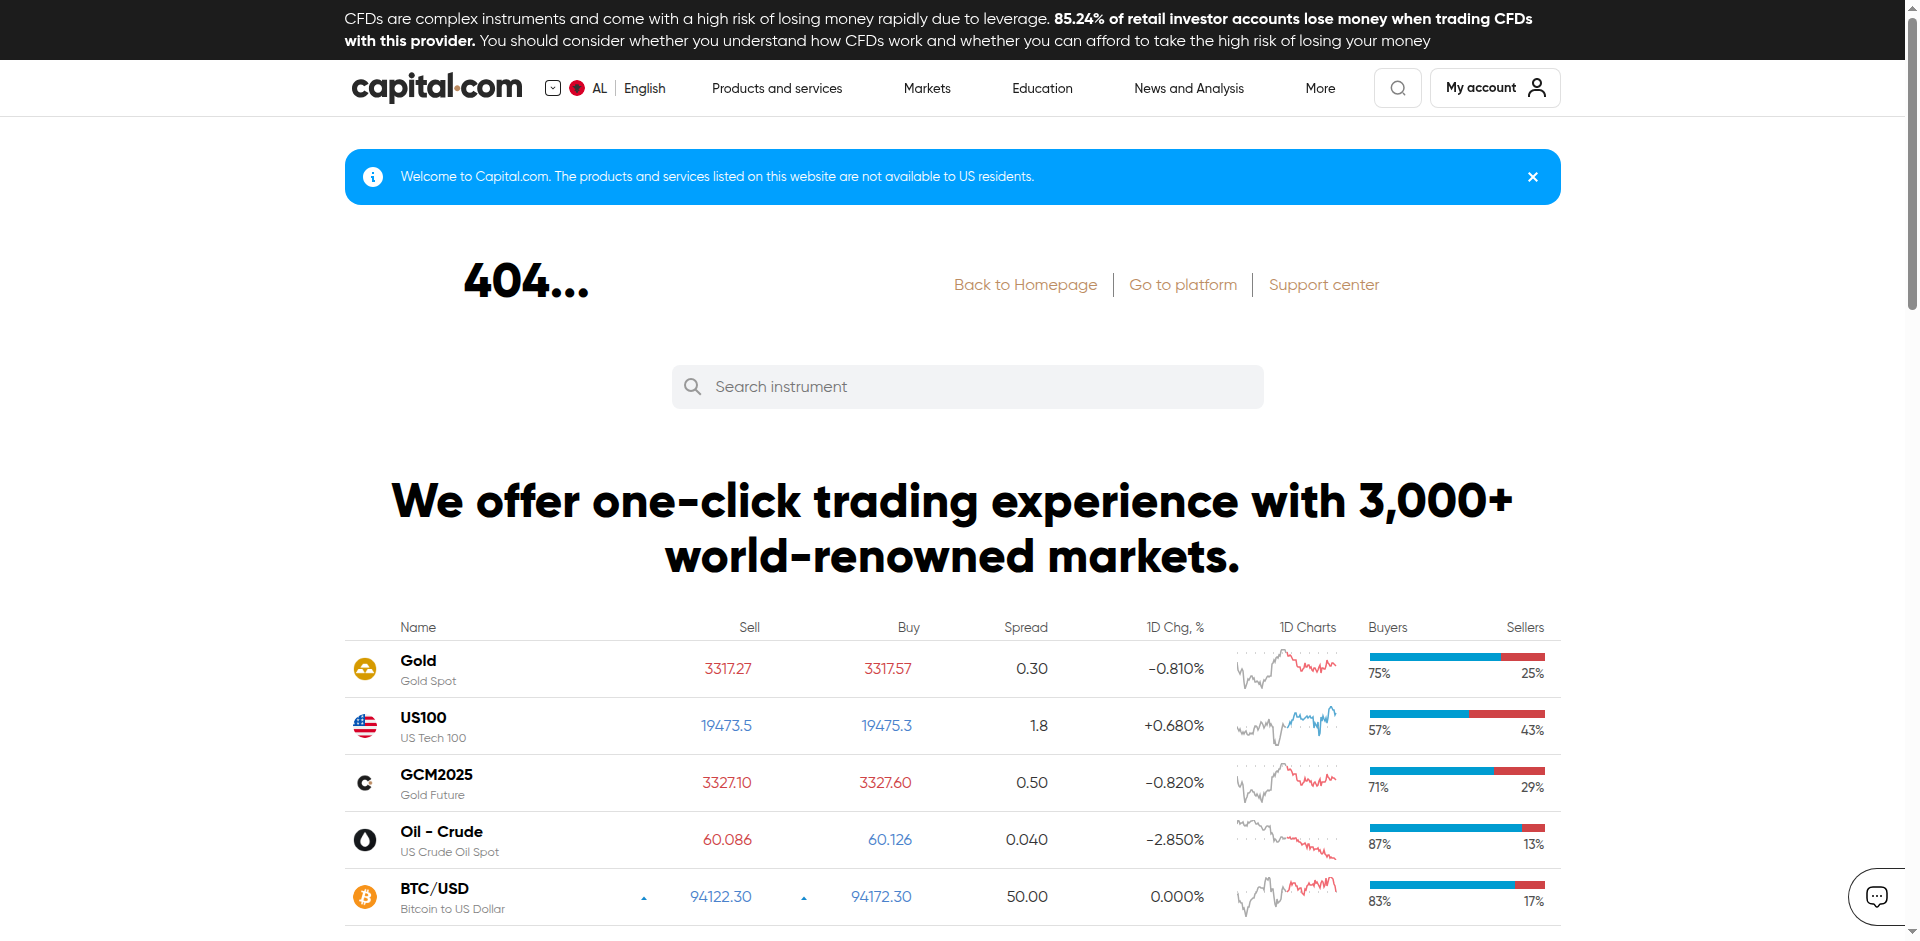 CFDs are complex instruments and come with a high risk of losing money rapidly due to leverage. 85.24% of retail investor accounts lose money when trading CFDs
with this provider. You should consider whether you understand how CFDs work and whether you can afford to take the high risk of losing your money
capital.com AL English Products and services Markets Education News and Analysis More My account
Welcome to Capital.com. The products and services listed on this website are not available to US residents.
404...
Back to Homepage Go to platform Support center
Search instrument
We offer one-click trading experience with 3,000+
world-renowned markets.
Name Sell Buy Spread 1D Chg, % 1D Charts Buyers Sellers
Gold
Gold Spot
3317.27 3317.57 0.30 -0.810%
75% 25%
US100
US Tech 100
19473.5 19475.3 1.8 +0.680%
57% 43%
GCM2025
Gold Future
3327.10 3327.60 0.50 -0.820%
71% 29%
Oil - Crude
US Crude Oil Spot
60.086 60.126 0.040 -2.850%
87% 13%
BTC/USD
Bitcoin to US Dollar
94122.30 94172.30 50.00 0.000%
83% 17%